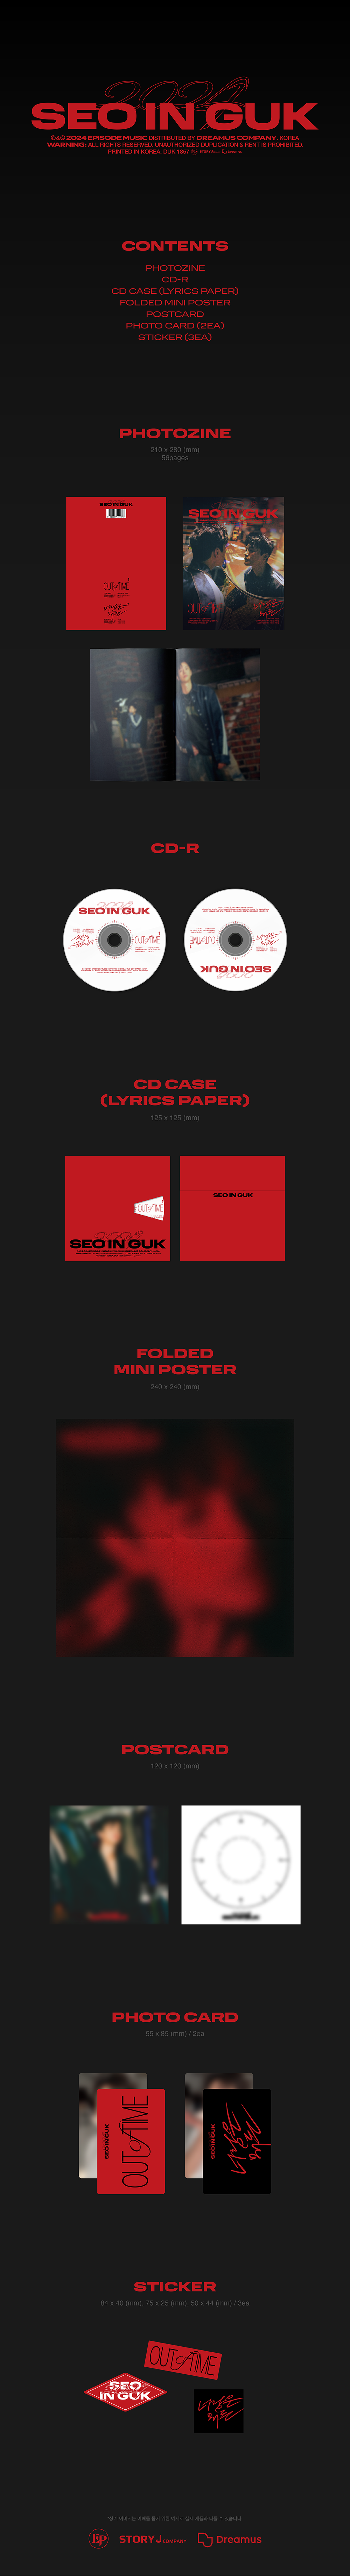 2024
SEO IN GUK
℗&© 2024 EPISODE MUSIC DISTRIBUTED BY DREAMUS COMPANY. KOREA
WARNING: ALL RIGHTS RESERVED. UNAUTHORIZED DUPLICATION & RENT IS PROHIBITED.
PRINTED IN KOREA. DUK 1857
CONTENTS
PHOTOZINE
CD-R
CD CASE (LYRICS PAPER)
FOLDED MINI POSTER
POSTCARD
PHOTO CARD (2EA)
STICKER (3EA)
PHOTOZINE
210 x 280 (mm)
56pages
SEO IN GUK
OUT OF TIME
SEO IN GUK
OUT OF TIME
CD-R
SEO IN GUK
OUT OF TIME
SEO IN GUK
OUT OF TIME
CD CASE
(LYRICS PAPER)
125 x 125 (mm)
OUT OF TIME
SEO IN GUK
SEO IN GUK
FOLDED
MINI POSTER
240 x 240 (mm)
POSTCARD
120 x 120 (mm)
PHOTO CARD
55 x 85 (mm) / 2ea
SEO IN GUK
OUT OF TIME
SEO IN GUK
STICKER
84 x 40 (mm), 75 x 25 (mm), 50 x 44 (mm) / 3ea
OUT OF TIME
SEO
IN GUK
EP
STORY J COMPANY
Dreamus